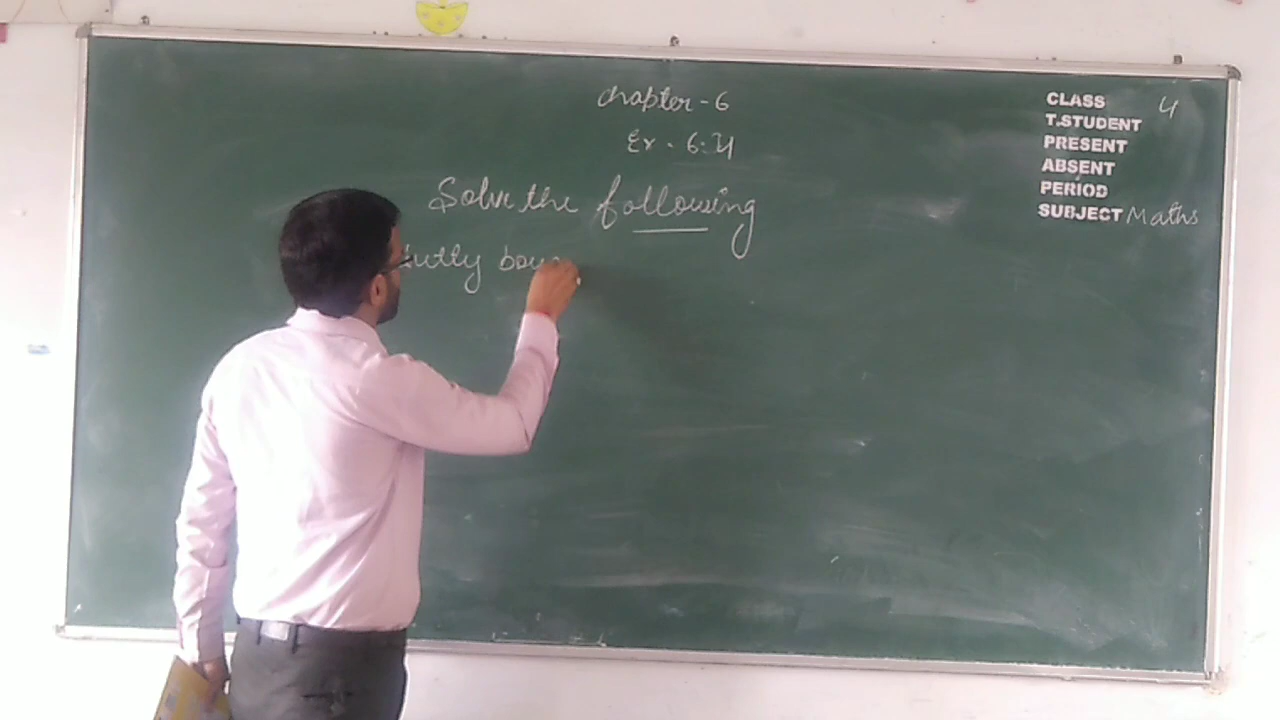 chapter-6
Ex - 6.4
Solve the following
CLASS 4
T.STUDENT
PRESENT
ABSENT
PERIOD
SUBJECT Maths